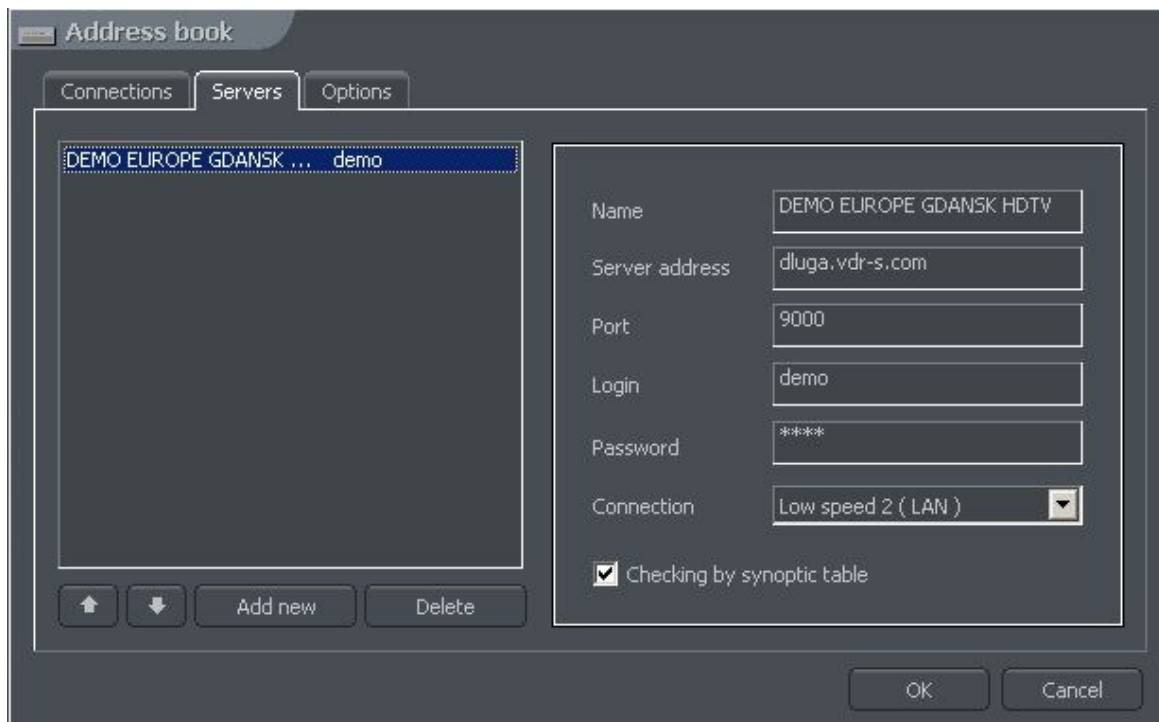 Address book
Connections Servers Options
DEMO EUROPE GDANSK ... demo
Name DEMO EUROPE GDANSK HDTV
Server address dluga.vdr-s.com
Port 9000
Login demo
Password ****
Connection Low speed 2 ( LAN )
Checking by synoptic table
Add new Delete
OK Cancel